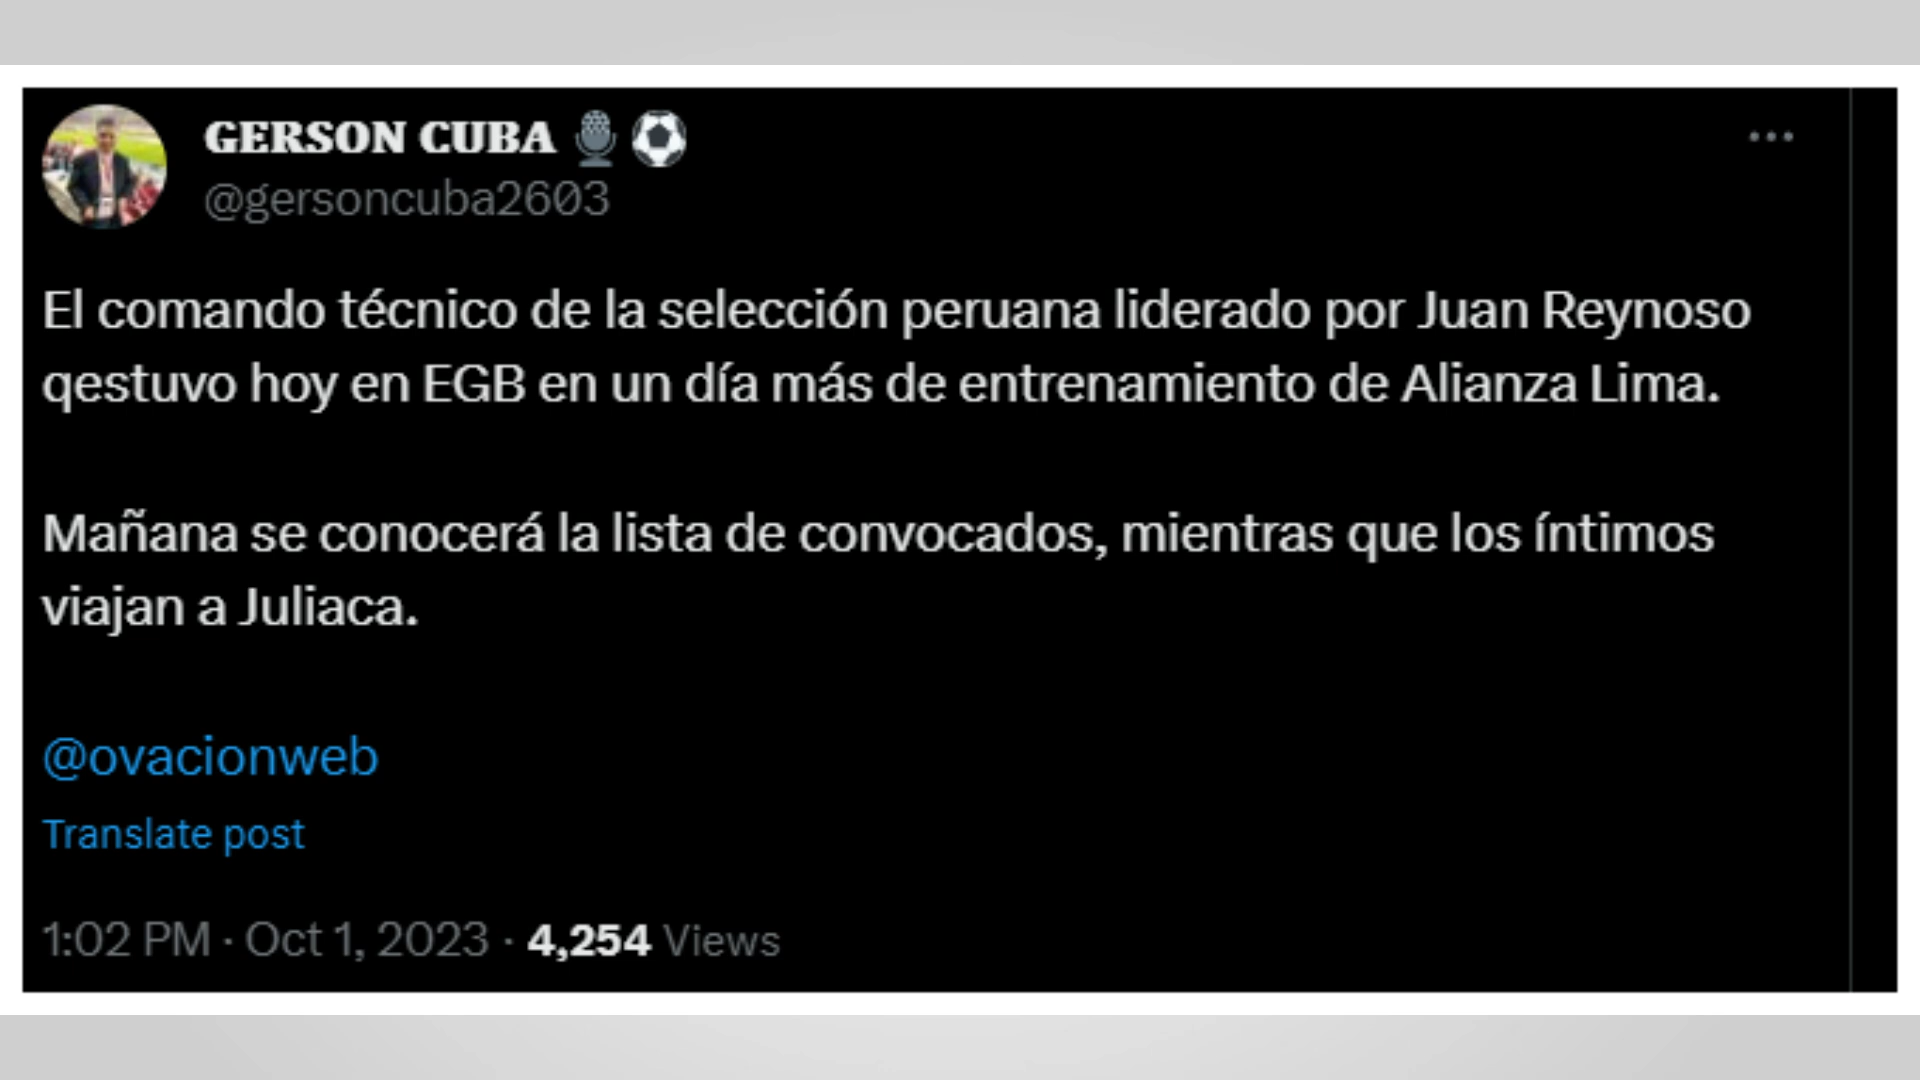 GERSON CUBA 🎙️⚽
@gersoncuba2603
El comando técnico de la selección peruana liderado por Juan Reynoso
qestuvo hoy en EGB en un día más de entrenamiento de Alianza Lima.
Mañana se conocerá la lista de convocados, mientras que los íntimos
viajan a Juliaca.
@ovacionweb
Translate post
1:02 PM · Oct 1, 2023 · 4,254 Views